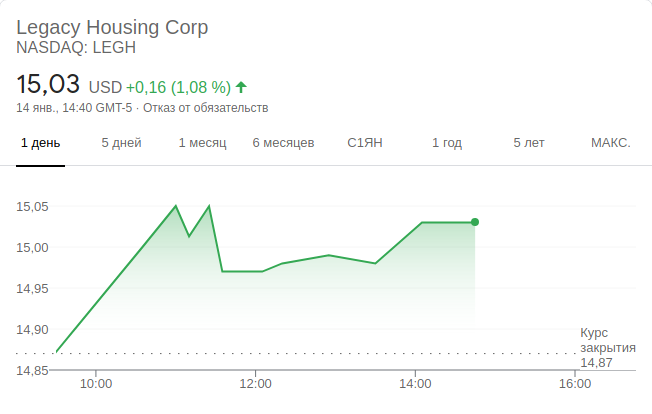 Legacy Housing Corp
NASDAQ: LEGH
15,03 USD +0,16 (1,08 %)
14 янв., 14:40 GMT-5 · Отказ от обязательств
1 день 5 дней 1 месяц 6 месяцев С1ЯН 1 год 5 лет МАКС.
15,05
15,00
14,95
14,90
Курс
закрытия
14,87
14,85
10:00 12:00 14:00 16:00